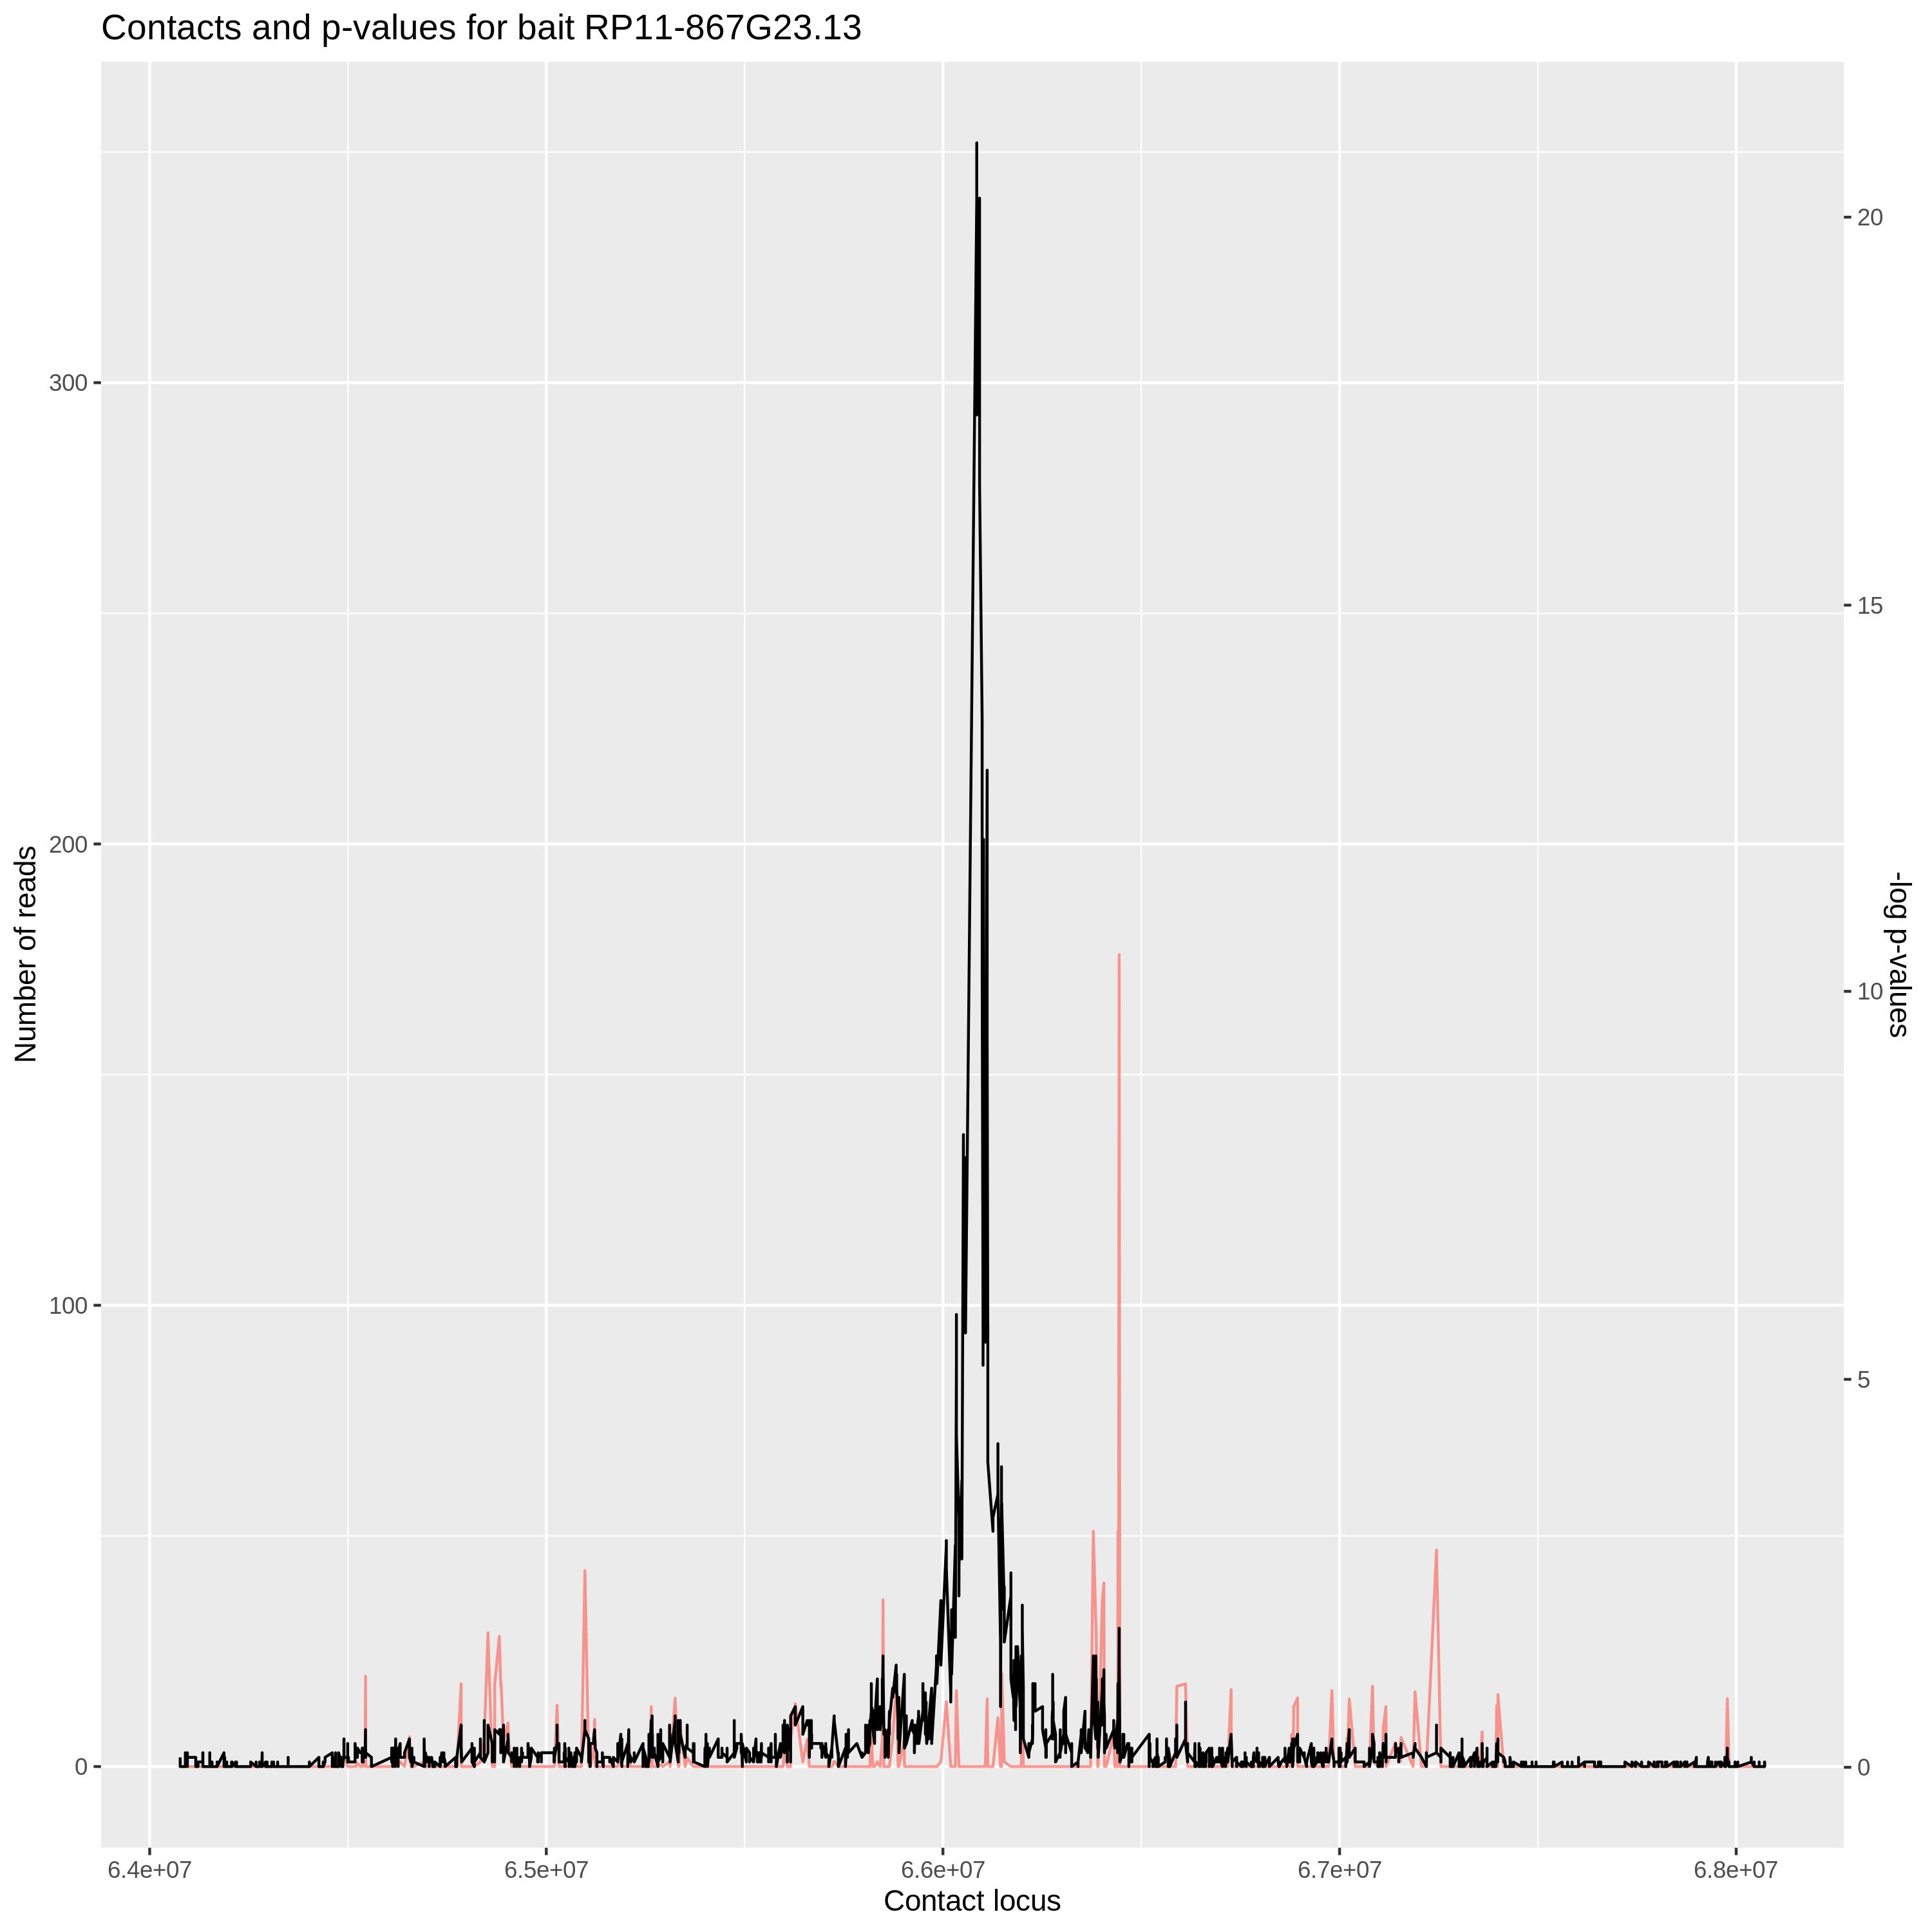 Contacts and p-values for bait RP11-867G23.13
Number of reads
300
200
100
0
20
15
10
5
0
-log p-values
6.4e+07
6.5e+07
6.6e+07
6.7e+07
6.8e+07
Contact locus